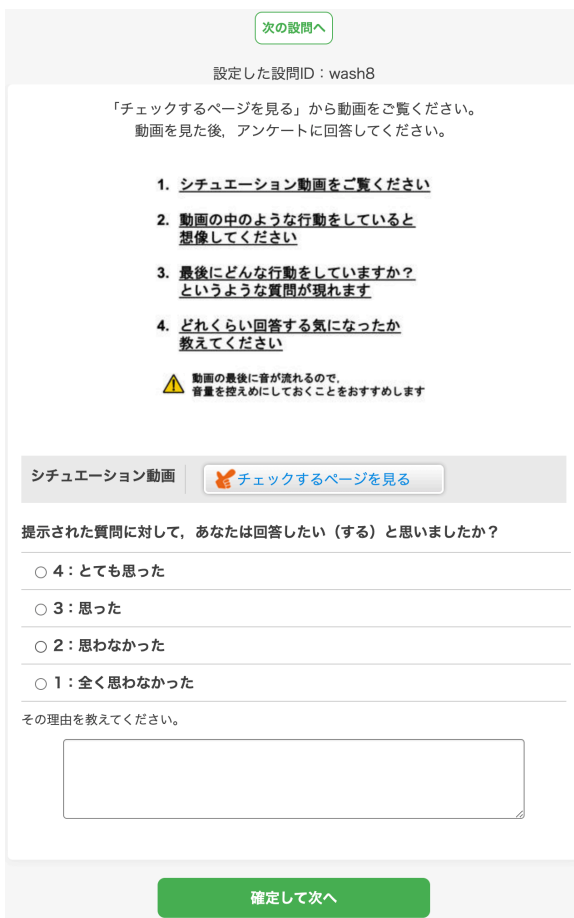 次の設問へ
設定した設問ID:wash8
「チェックするページを見る」から動画をご覧ください。
動画を見た後，アンケートに回答してください。
1. シチュエーション動画をご覧ください
2. 動画の中のような行動をしていると
想像してください
3. 最後にどんな行動をしていますか？
というような質問が現れます
4. どれくらい回答する気になったか
教えてください
動画の最後に音が流れるので，
音量を控えめにしておくことをおすすめします
シチュエーション動画
チェックするページを見る
提示された質問に対して，あなたは回答したい（する）と思いましたか？
4：とても思った
3：思った
2：思わなかった
1：全く思わなかった
その理由を教えてください。
確定して次へ